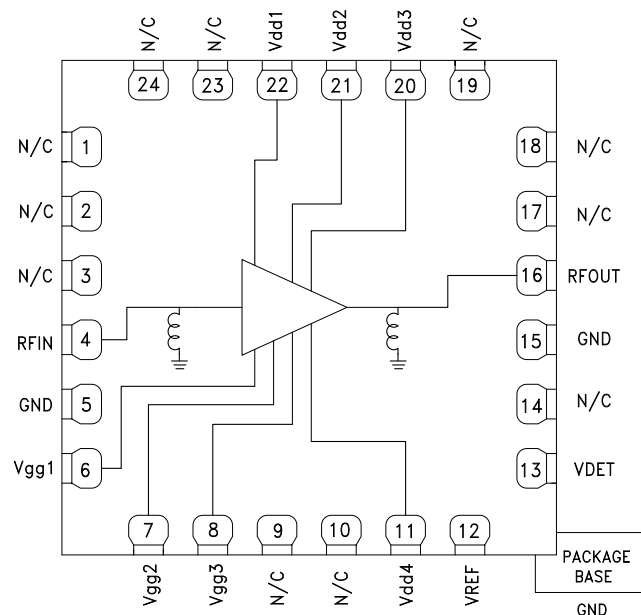 N/C N/C Vdd1 Vdd2 Vdd3 N/C
24 23 22 21 20 19
N/C 1
18 N/C
N/C 2
17 N/C
N/C 3
16 RFOUT
RFIN 4
15 GND
GND 5
14 N/C
Vgg1 6
13 VDET
7 8 9 10 11 12
Vgg2 Vgg3 N/C N/C Vdd4 VREF
PACKAGE
BASE
GND